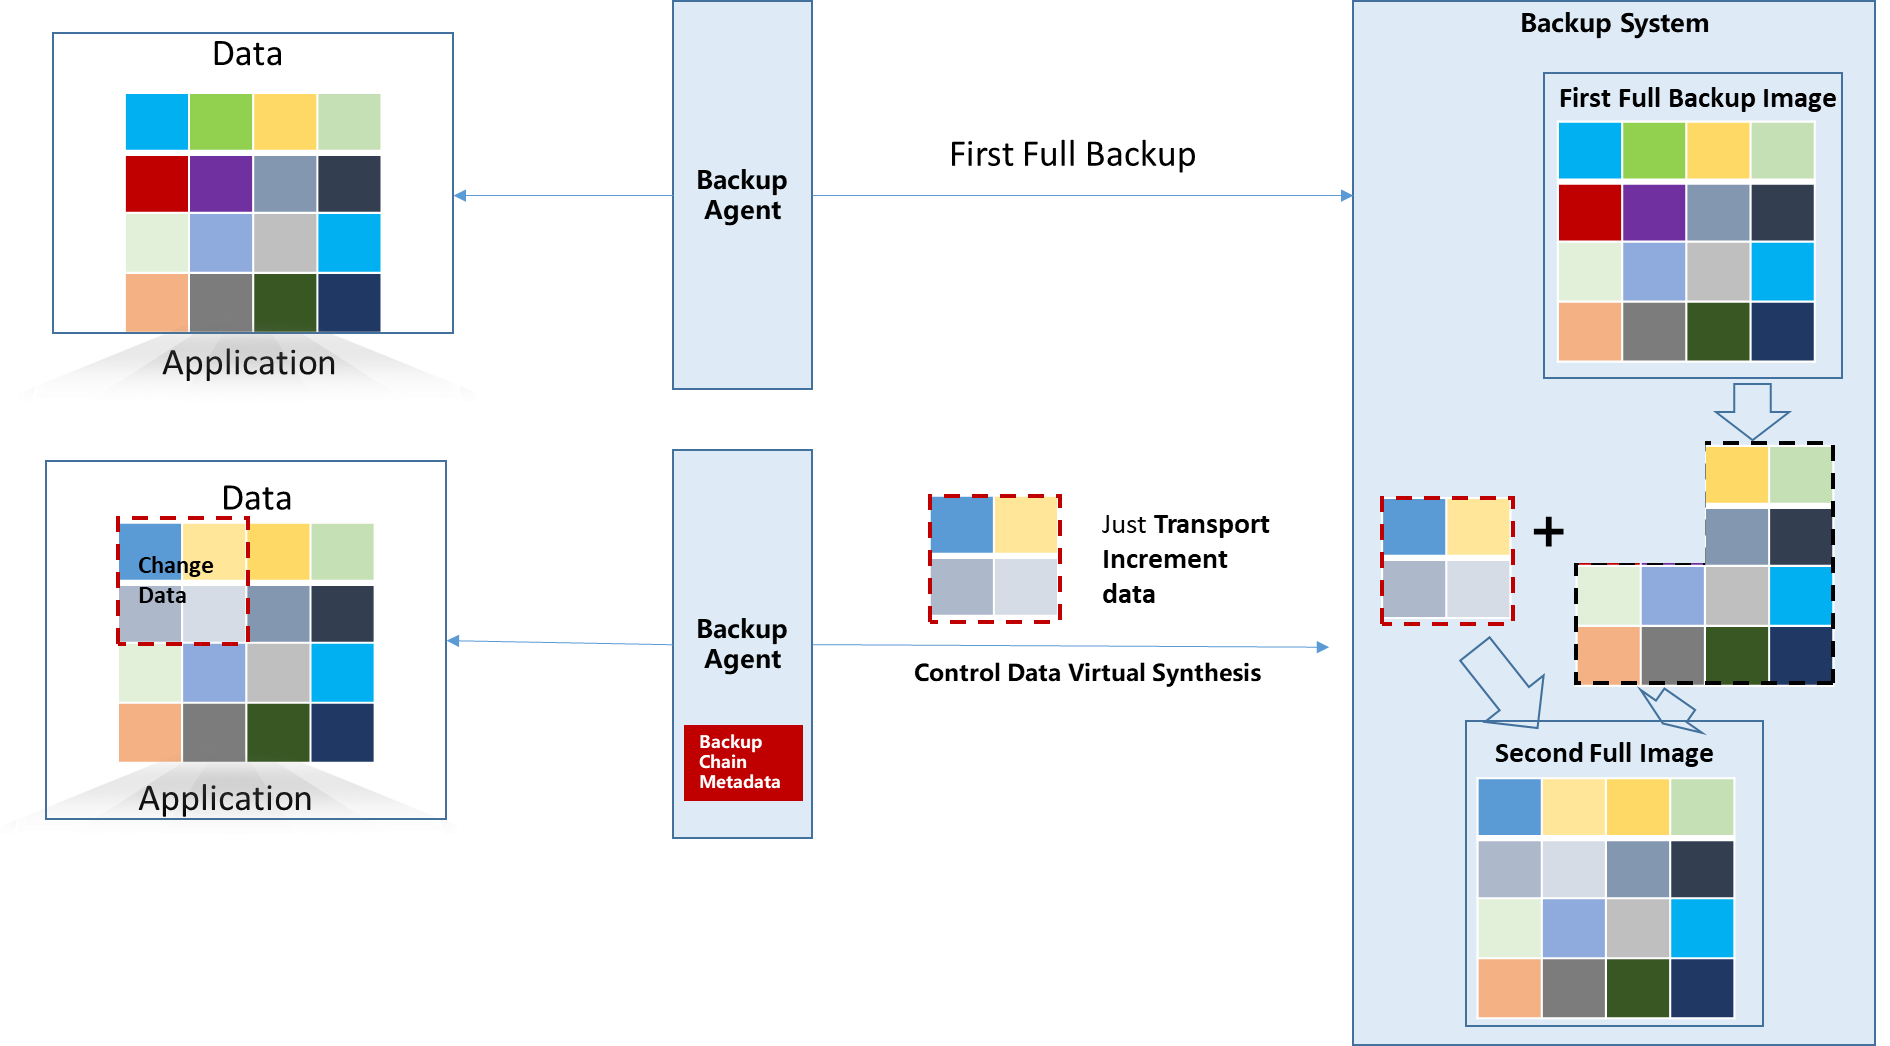 Data
Application
Backup
Agent
First Full Backup
Backup System
First Full Backup Image
Data
Change
Data
Application
Backup
Agent
Backup
Chain
Metadata
Just Transport
Increment
data
Control Data Virtual Synthesis
+
Second Full Image